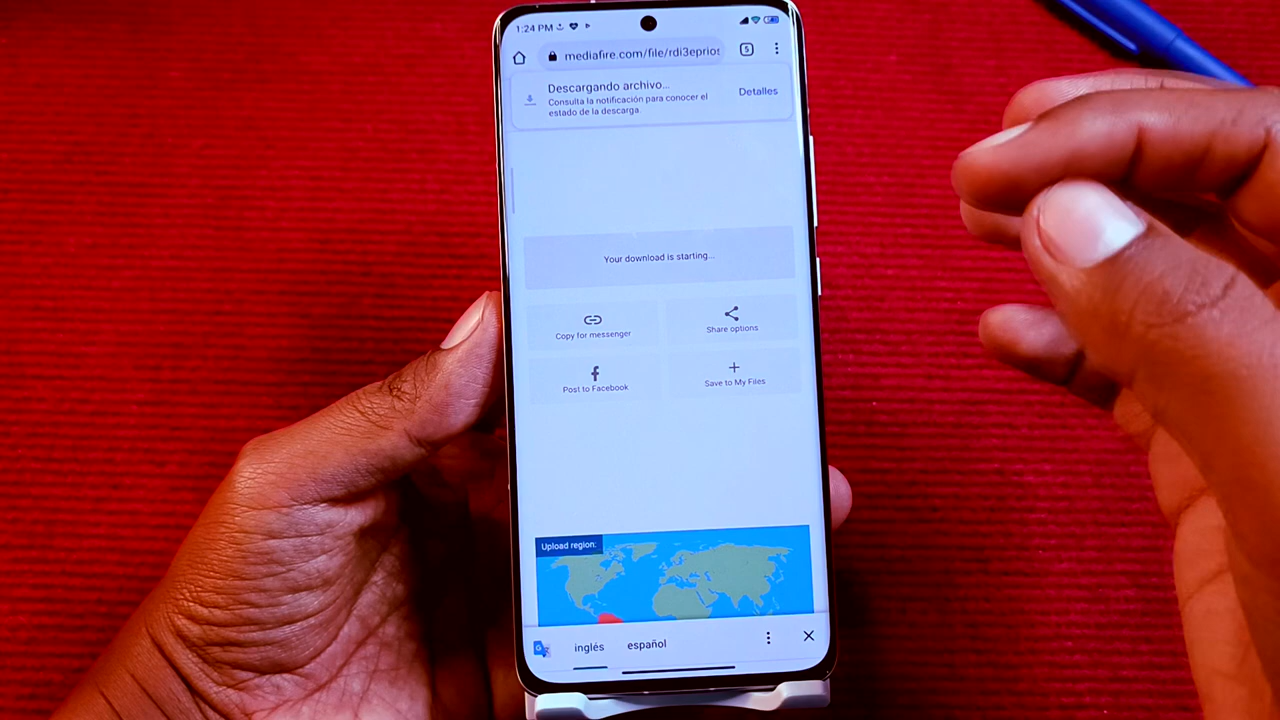 1:24 PM
mediafire.com/file/rdi3eprios
5
Descargando archivo...
Consulta la notificación para conocer el
estado de la descarga.
Detalles
Your download is starting...
Copy for messenger
Share options
Post to Facebook
Save to My Files
Upload region:
inglés
español